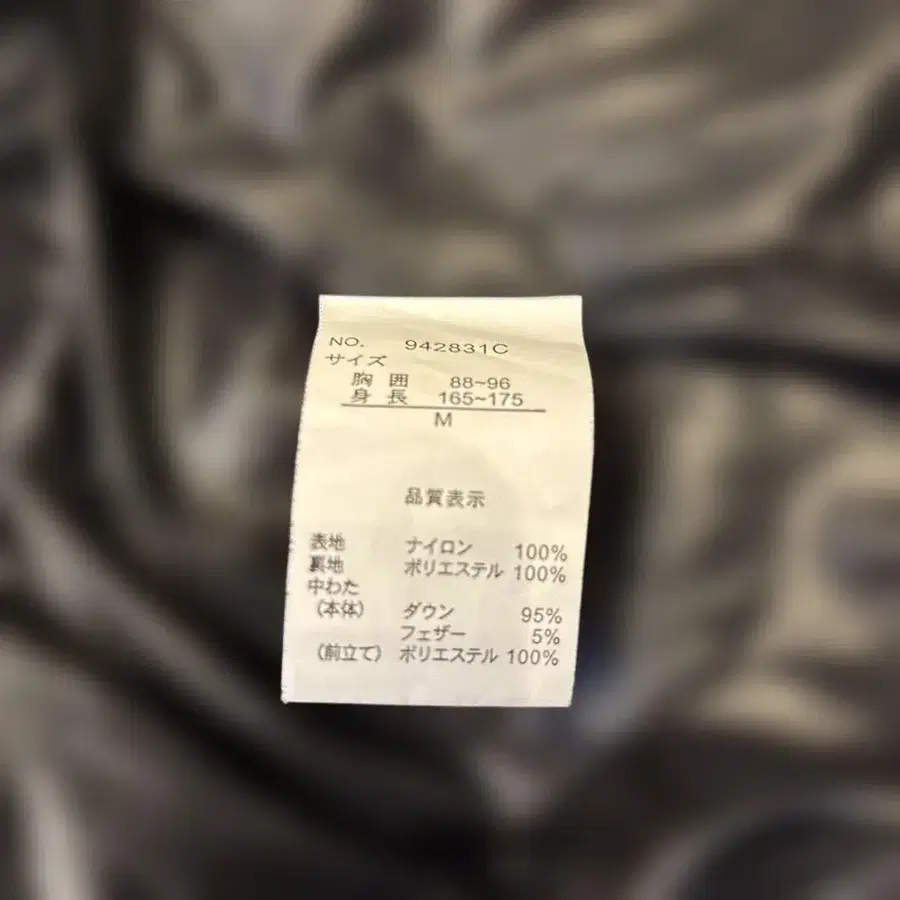 NO. 942831C
サイズ
胸囲 88~96
身長 165~175
M
品質表示
表地 ナイロン 100%
裏地 ポリエステル 100%
中わた
(本体) ダウン 95%
フェザー 5%
(前立て) ポリエステル 100%